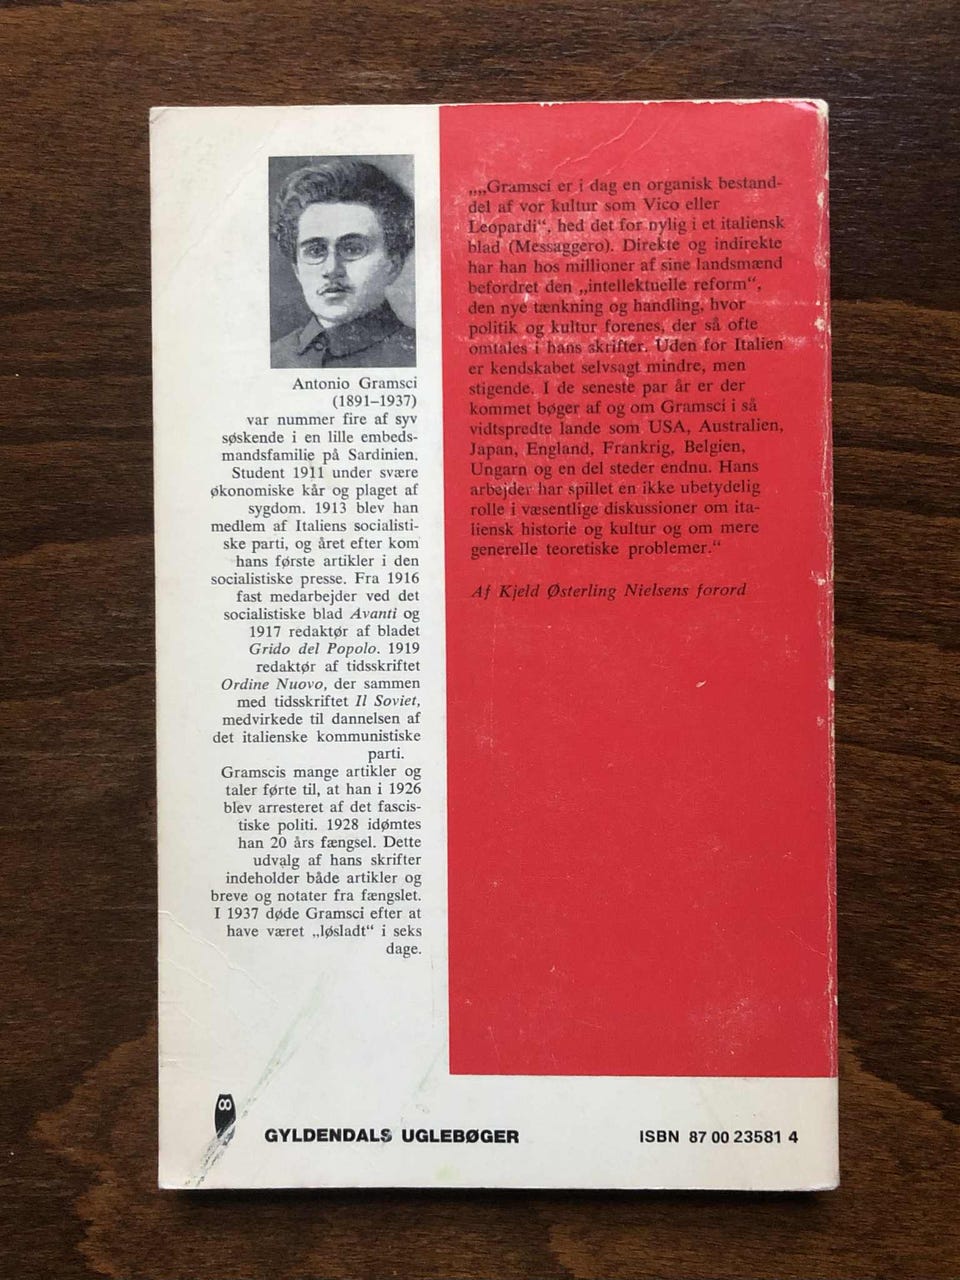 Antonio Gramsci
(1891–1937)
var nummer fire af syv
søskende i en lille embeds-
mandsfamilie på Sardinien.
Student 1911 under svære
økonomiske kår og plaget af
sygdom. 1913 blev han
medlem af Italiens socialisti-
ske parti, og året efter kom
hans første artikler i den
socialistiske presse. Fra 1916
fast medarbejder ved det
socialistiske blad Avanti og
1917 redaktør af bladet
Grido del Popolo. 1919
redaktør af tidsskriftet
Ordine Nuovo, der sammen
med tidsskriftet Il Soviet,
medvirkede til dannelsen af
det italienske kommunistiske
parti.
Gramscis mange artikler og
taler førte til, at han i 1926
blev arresteret af det fascis-
tiske politi. 1928 idømtes
han 20 års fængsel. Dette
udvalg af hans skrifter
indeholder både artikler og
breve og notater fra fængslet.
I 1937 døde Gramsci efter at
have været „løsladt“ i seks
dage.
„„Gramsci er i dag en organisk bestand-
del af vor kultur som Vico eller
Leopardi“, hed det for nylig i et italiensk
blad (Messaggero). Direkte og indirekte
har han hos millioner af sine landsmænd
befordret den „intellektuelle reform“,
den nye tænkning og handling, hvor
politik og kultur forenes, der så ofte
omtales i hans skrifter. Uden for Italien
er kendskabet selvsagt mindre, men
stigende. I de seneste par år er der
kommet bøger af og om Gramsci i så
vidtspredte lande som USA, Australien,
Japan, England, Frankrig, Belgien,
Ungarn og en del steder endnu. Hans
arbejder har spillet en ikke ubetydelig
rolle i væsentlige diskussioner om ita-
liensk historie og kultur og om mere
generelle teoretiske problemer.“
Af Kjeld Østerling Nielsens forord
GYLDENDALS UGLEBØGER
ISBN 87 00 23581 4